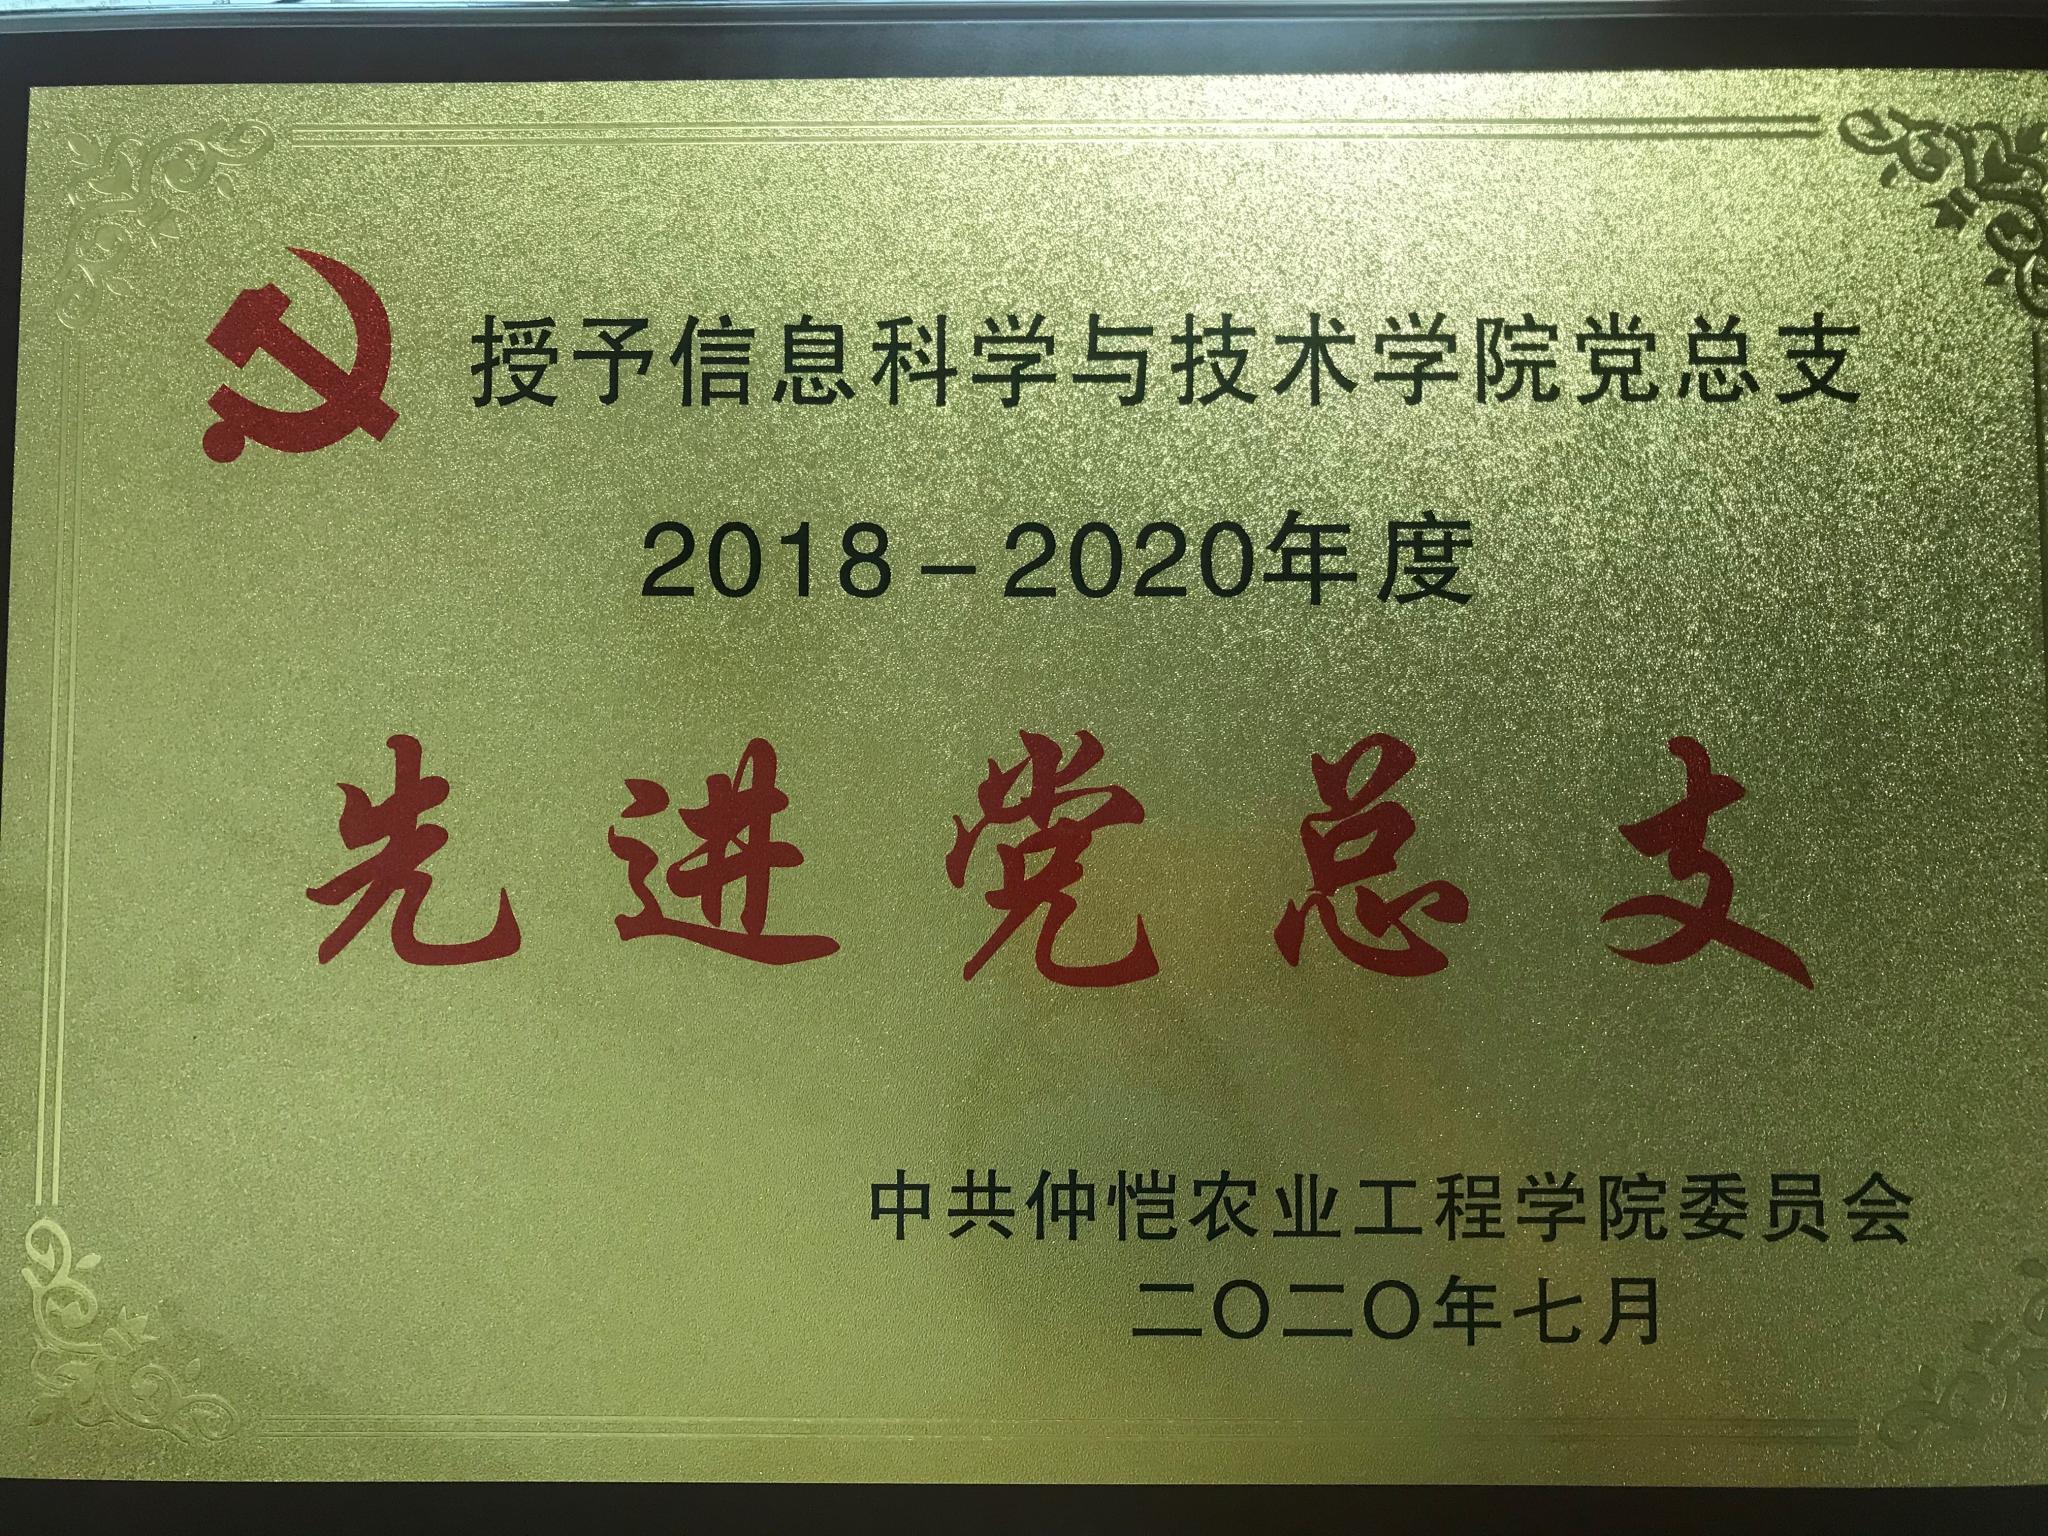 授予信息科学与技术学院党总支
2018-2020年度
先进党总支
中共仲恺农业工程学院委员会
二〇二〇年七月